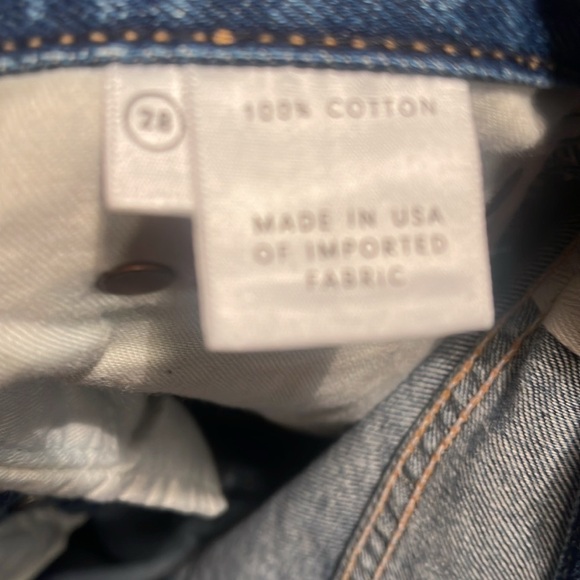 28
100% COTTON
MADE IN USA
OF IMPORTED
FABRIC